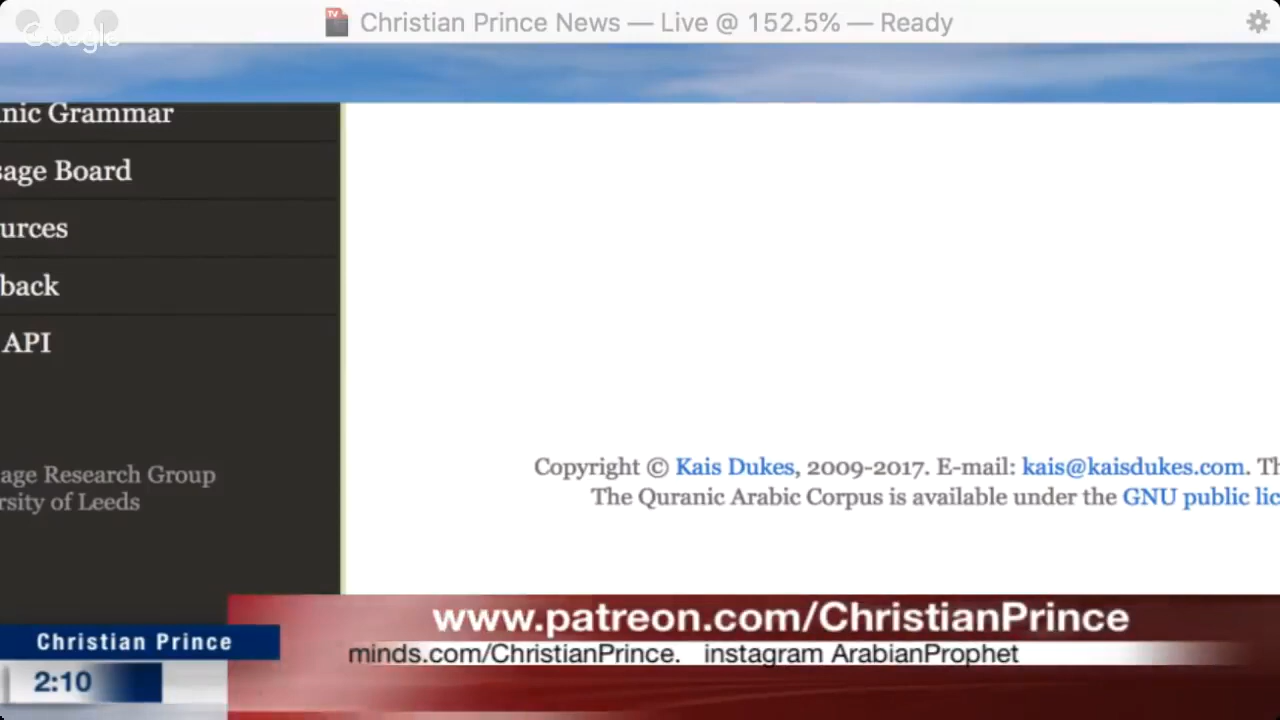 Christian Prince News — Live @ 152.5% — Ready
Google
nic Grammar
sage Board
urces
back
API
age Research Group
rsity of Leeds
Copyright © Kais Dukes, 2009-2017. E-mail: kais@kaisdukes.com. Th
The Quranic Arabic Corpus is available under the GNU public lic
www.patreon.com/ChristianPrince
Christian Prince
minds.com/ChristianPrince. instagram ArabianProphet
2:10